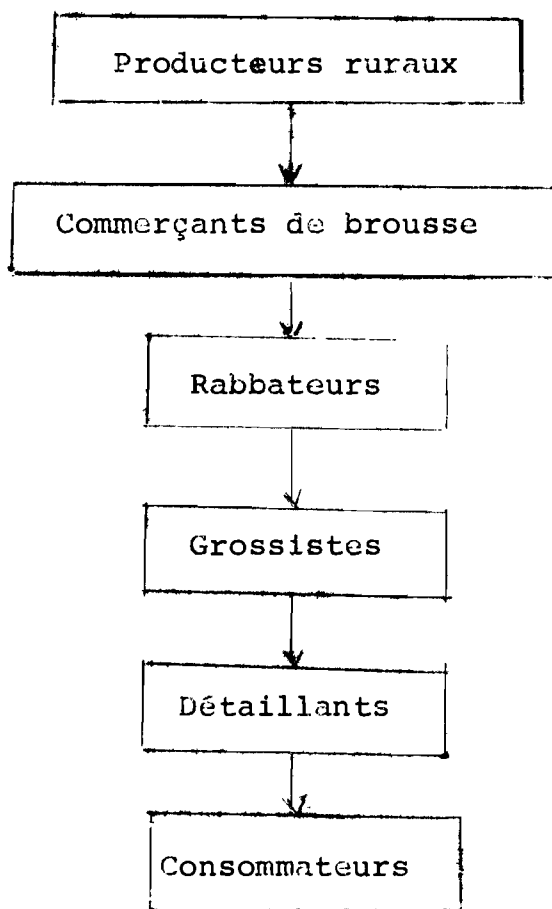 Producteurs ruraux
Commerçants de brousse
Rabbateurs
Grossistes
Détaillants
Consommateurs